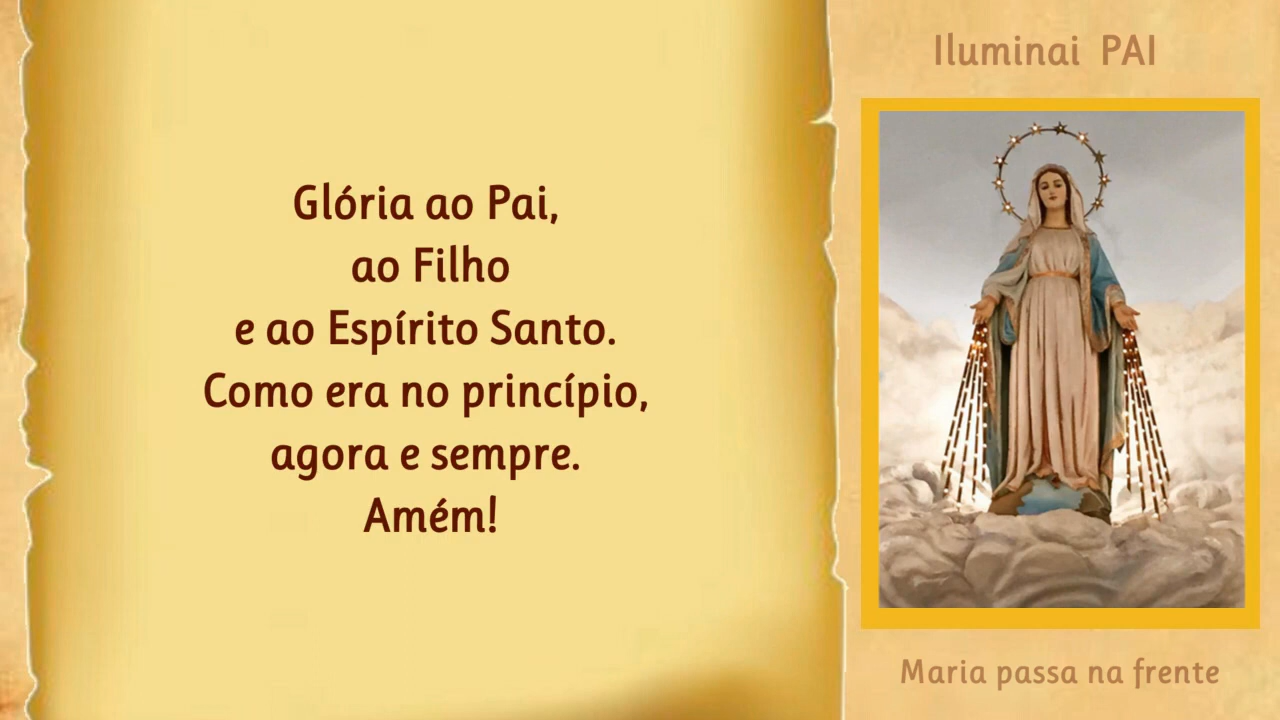 Glória ao Pai,
ao Filho
e ao Espírito Santo.
Como era no princípio,
agora e sempre.
Amém!
Iluminai PAI
Maria passa na frente